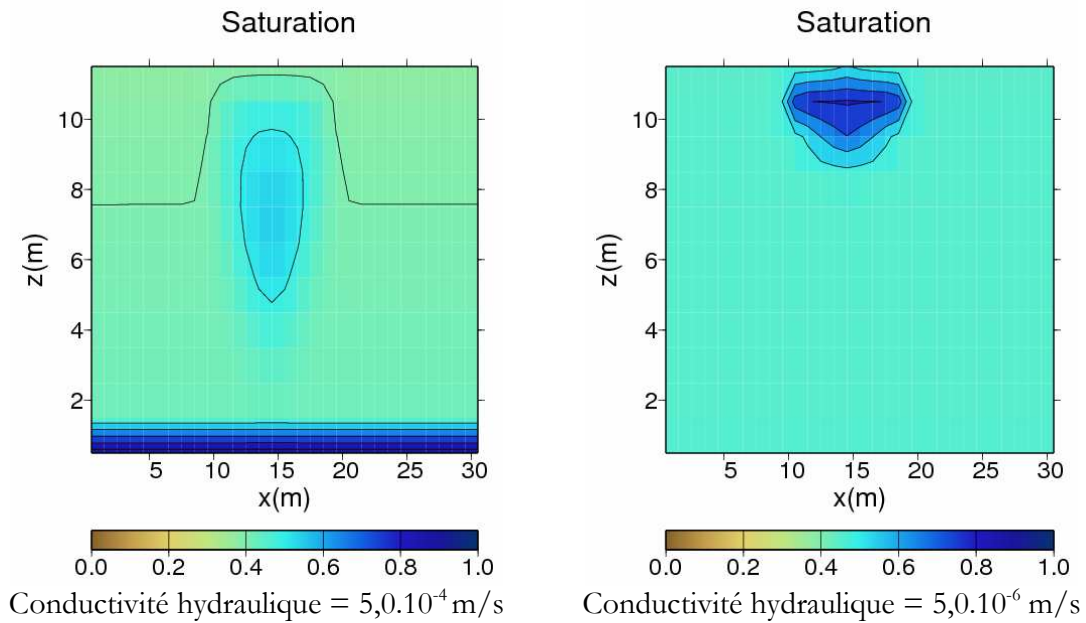 Saturation
10
8
6
4
2
z(m)
5 10 15 20 25 30
x(m)
0.0 0.2 0.4 0.6 0.8 1.0
Conductivité hydraulique = 5,0.10⁻⁴ m/s
Saturation
10
8
6
4
2
z(m)
5 10 15 20 25 30
x(m)
0.0 0.2 0.4 0.6 0.8 1.0
Conductivité hydraulique = 5,0.10⁻⁶ m/s